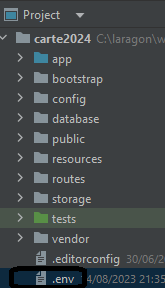 Project
carte2024 C:\laragon\w
app
bootstrap
config
database
public
resources
routes
storage
tests
vendor
.editorconfig 30/06/
.env 4/08/2023 21:35